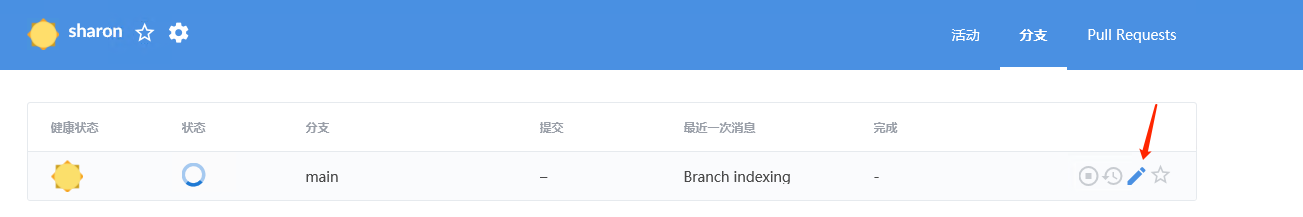 sharon
活动
分支
Pull Requests
健康状态 状态 分支 提交 最近一次消息 完成
main – Branch indexing -